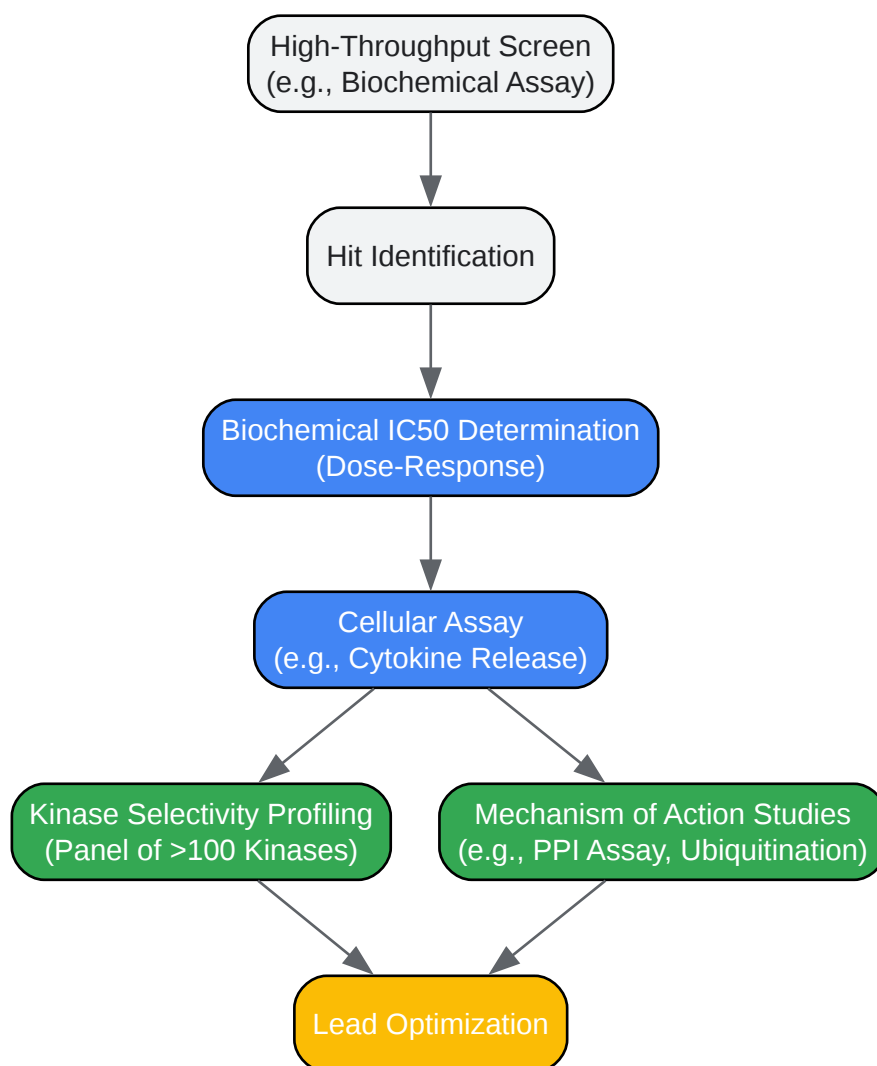 High-Throughput Screen
(e.g., Biochemical Assay)
Hit Identification
Biochemical IC50 Determination
(Dose-Response)
Cellular Assay
(e.g., Cytokine Release)
Kinase Selectivity Profiling
(Panel of >100 Kinases)
Mechanism of Action Studies
(e.g., PPI Assay, Ubiquitination)
Lead Optimization